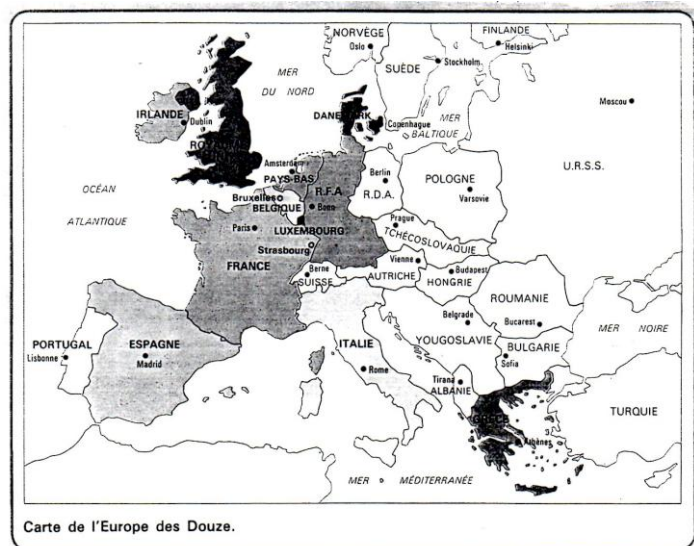 NORVÈGE
Oslo
FINLANDE
Helsinki
SUÈDE
Stockholm
MER
DU NORD
Moscou
IRLANDE
Dublin
DANEMARK
Copenhague
MER
BALTIQUE
U.R.S.S.
Amsterdam
PAYS-BAS
R.F.A
Bonn
Berlin
R.D.A.
POLOGNE
Varsovie
OCÉAN
ATLANTIQUE
Bruxelles
BELGIQUE
LUXEMBOURG
Paris
Strasbourg
Prague
TCHÉCOSLOVAQUIE
FRANCE
Berne
SUISSE
Vienne
AUTRICHE
Budapest
HONGRIE
ROUMANIE
Bucarest
MER NOIRE
PORTUGAL
Lisbonne
ESPAGNE
Madrid
ITALIE
Rome
Belgrade
YOUGOSLAVIE
BULGARIE
Sofia
Tirana
ALBANIE
GRÈCE
Athènes
TURQUIE
MER MÉDITERRANÉE
Carte de l'Europe des Douze.